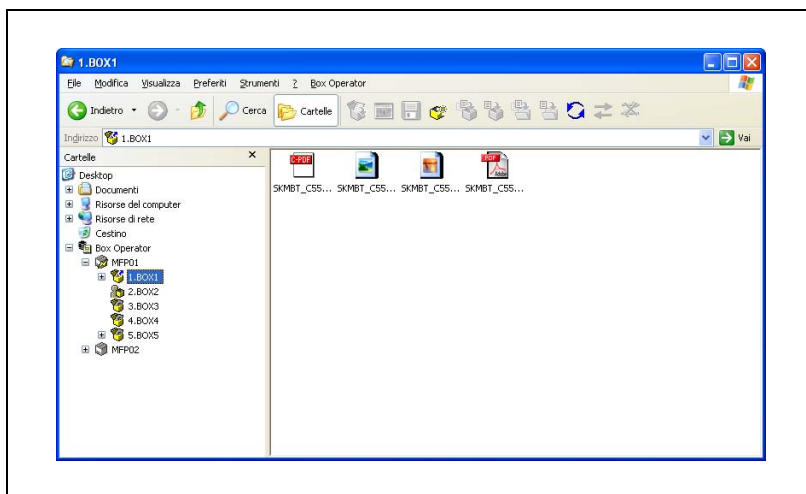 1.BOX1
File Modifica Visualizza Preferiti Strumenti ? Box Operator
Indietro Cerca Cartelle
Indirizzo 1.BOX1 Vai
Cartelle x
Desktop
Documenti
Risorse del computer
Risorse di rete
Cestino
Box Operator
MFP01
1.BOX1
2.BOX2
3.BOX3
4.BOX4
5.BOX5
MFP02
C-PDF PDF Adobe
SKMBT_C55... SKMBT_C55... SKMBT_C55... SKMBT_C55...